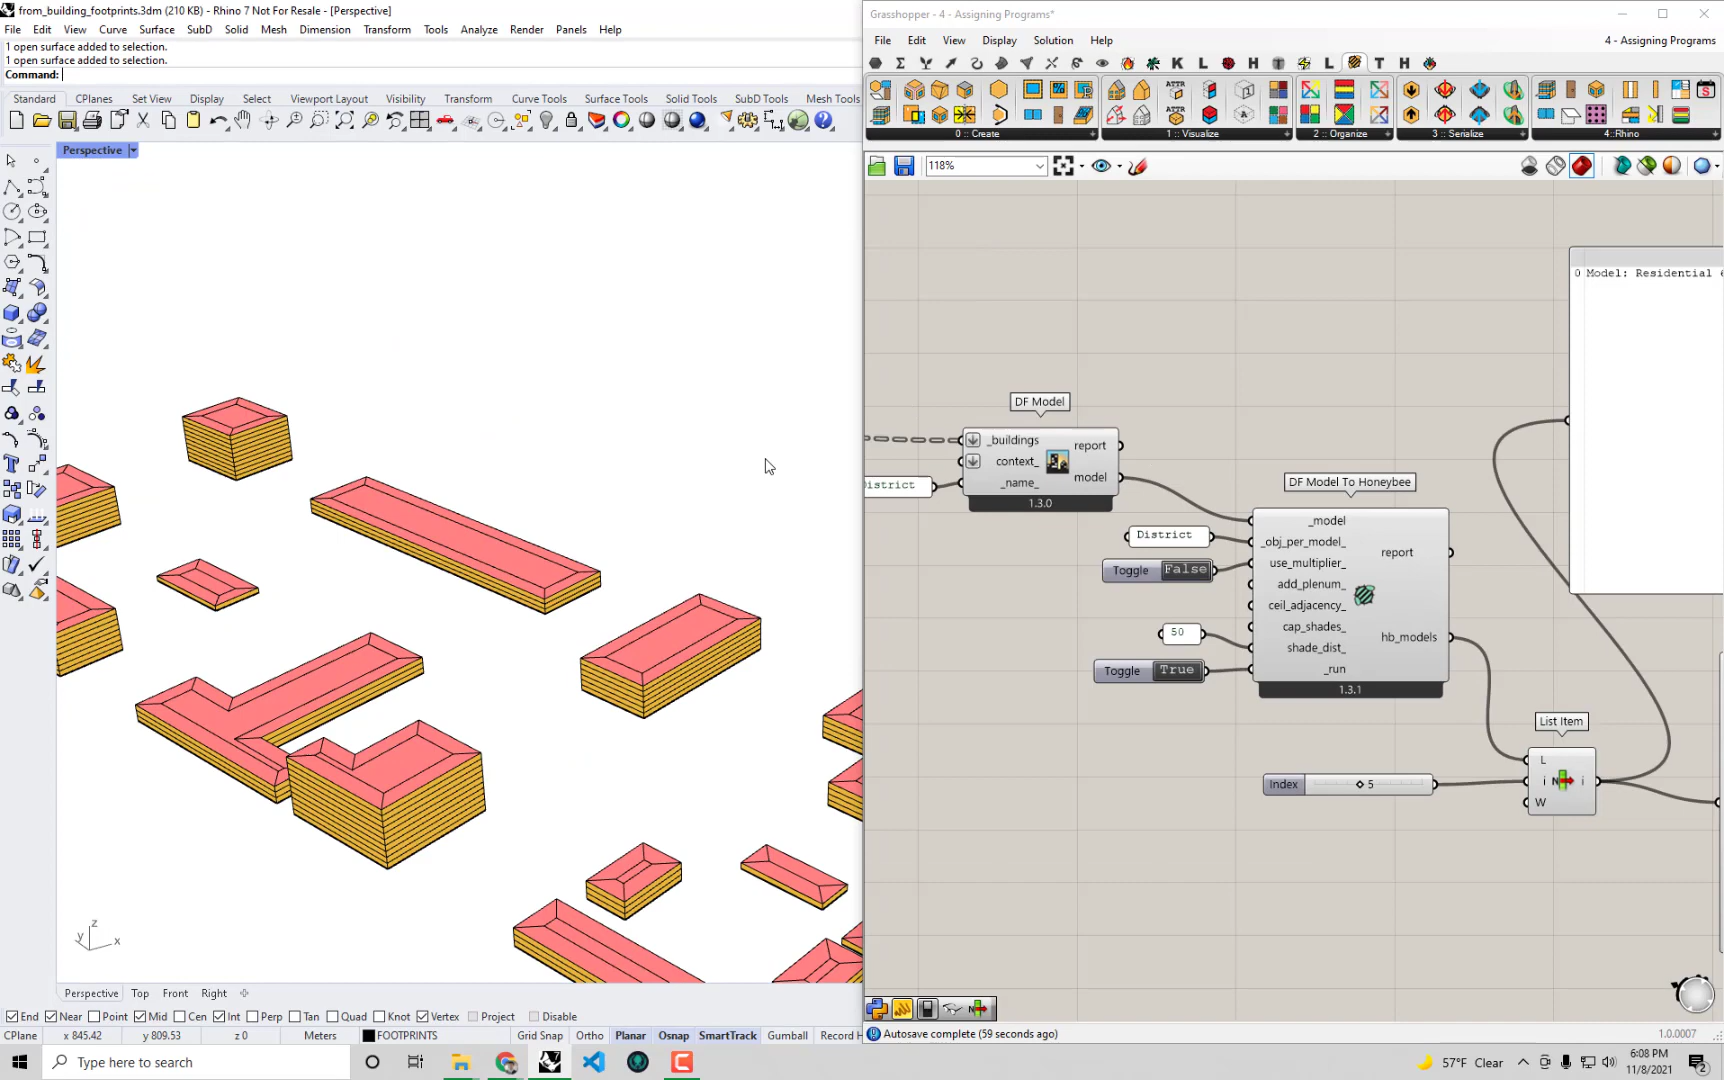 from_building_footprints.3dm (210 KB) - Rhino 7 Not For Resale - [Perspective]
File Edit View Curve Surface SubD Solid Mesh Dimension Transform Tools Analyze Render Panels Help
1 open surface added to selection.
1 open surface added to selection.
Command:
Standard CPlanes Set View Display Select Viewport Layout Visibility Transform Curve Tools Surface Tools Solid Tools SubD Tools Mesh Tools
Perspective
z
y
x
Perspective Top Front Right
End Near Point Mid Cen Int Perp Tan Quad Knot Vertex Project Disable
CPlane x 845.42 y 809.53 z 0 Meters FOOTPRINTS Grid Snap Ortho Planar Osnap SmartTrack Gumball Record H
Grasshopper - 4 - Assigning Programs*
File Edit View Display Solution Help
4 - Assigning Programs
K L H L T H
ATTR
ATTR
0 :: Create 1 :: Visualize 2 :: Organize 3 :: Serialize 4::Rhino
118%
0 Model: Residential
DF Model
_buildings
context_
_name_
report
model
1.3.0
istrict
DF Model To Honeybee
_model
_obj_per_model_
use_multiplier_
add_plenum_
ceil_adjacency_
cap_shades_
shade_dist_
_run
report
hb_models
1.3.1
District
Toggle False
50
Toggle True
List Item
L
i
W
N
i
Index 5
Autosave complete (59 seconds ago)
1.0.0007
Type here to search
57°F Clear
6:08 PM
11/8/2021
2